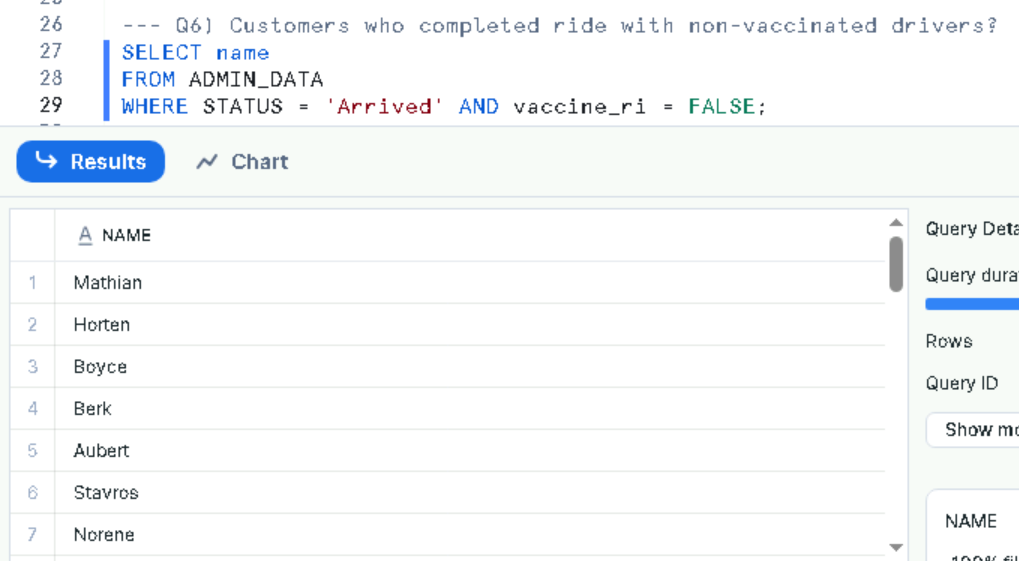 26 --- Q6) Customers who completed ride with non-vaccinated drivers?
27 SELECT name
28 FROM ADMIN_DATA
29 WHERE STATUS = 'Arrived' AND vaccine_ri = FALSE;
Results Chart
A NAME
1 Mathian
2 Horten
3 Boyce
4 Berk
5 Aubert
6 Stavros
7 Norene
Query Deta
Query dura
Rows
Query ID
Show mo
NAME